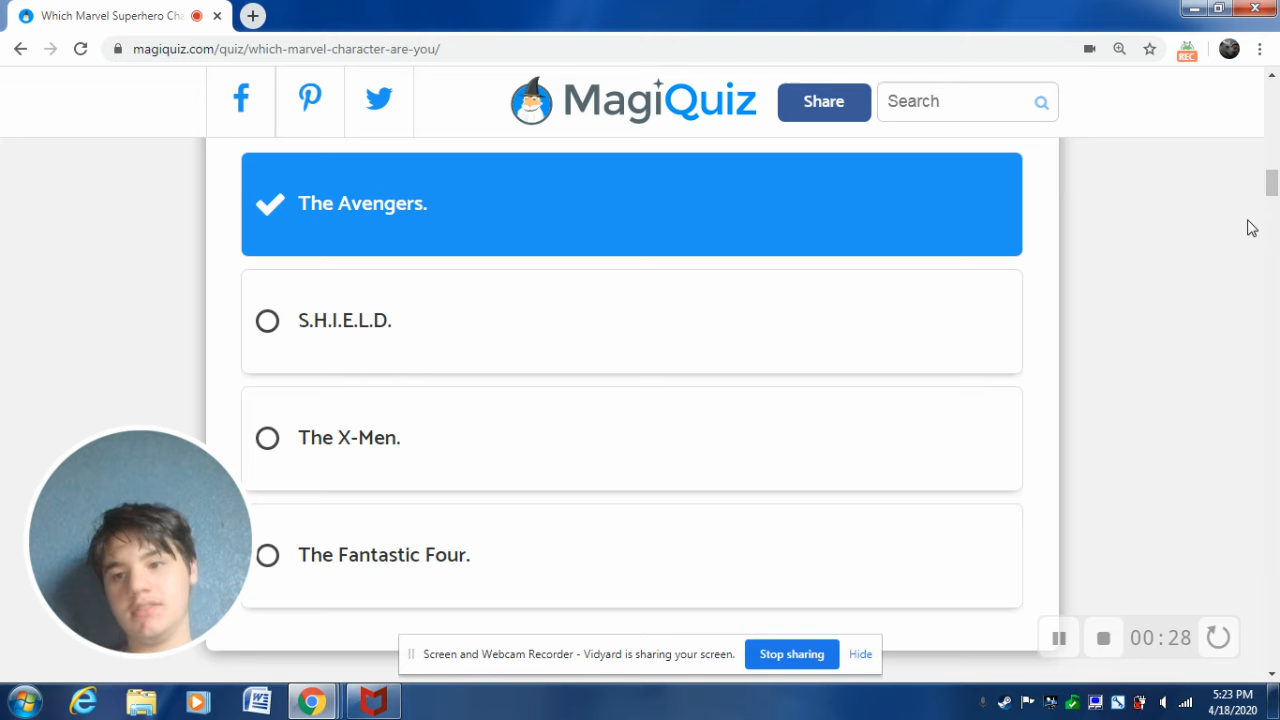 Which Marvel Superhero Cha
magiquiz.com/quiz/which-marvel-character-are-you/
REC
MagiQuiz
Share
Search
The Avengers.
S.H.I.E.L.D.
The X-Men.
The Fantastic Four.
00:28
Screen and Webcam Recorder - Vidyard is sharing your screen.
Stop sharing
Hide
5:23 PM
4/18/2020